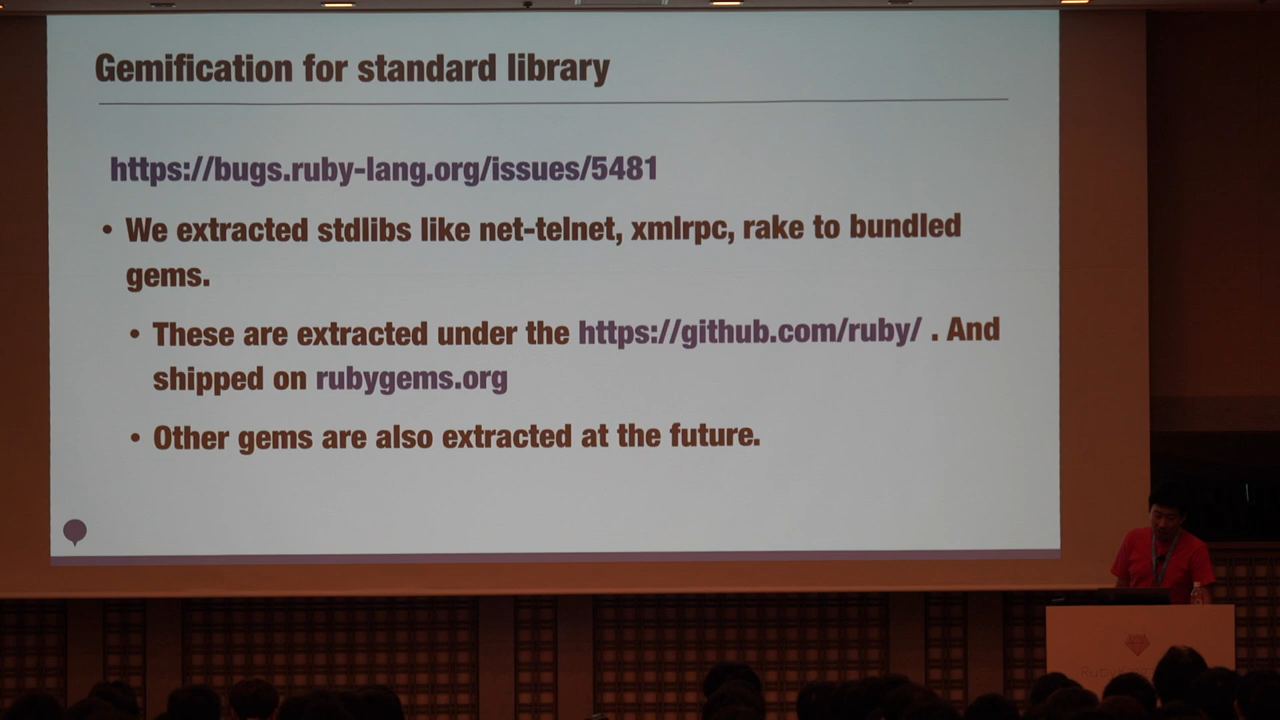 Gemification for standard library
https://bugs.ruby-lang.org/issues/5481
• We extracted stdlibs like net-telnet, xmlrpc, rake to bundled
gems.
• These are extracted under the https://github.com/ruby/ . And
shipped on rubygems.org
• Other gems are also extracted at the future.